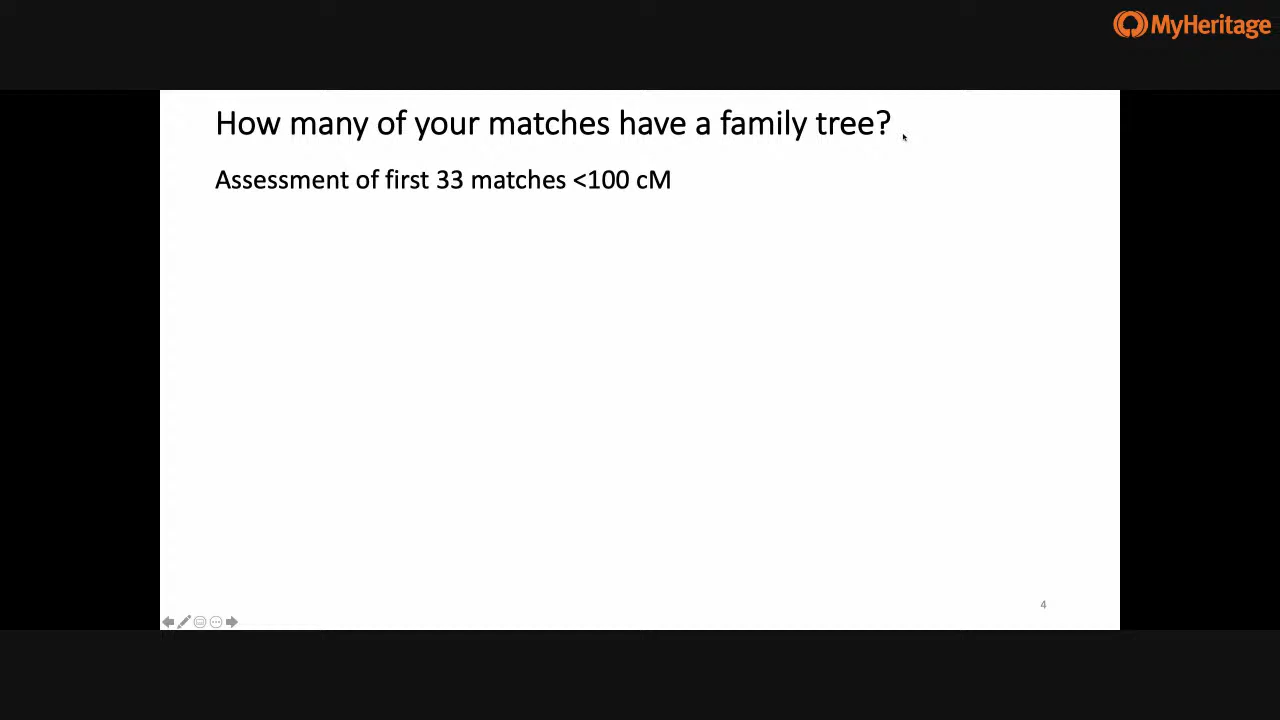 MyHeritage
How many of your matches have a family tree?
Assessment of first 33 matches <100 cM
4